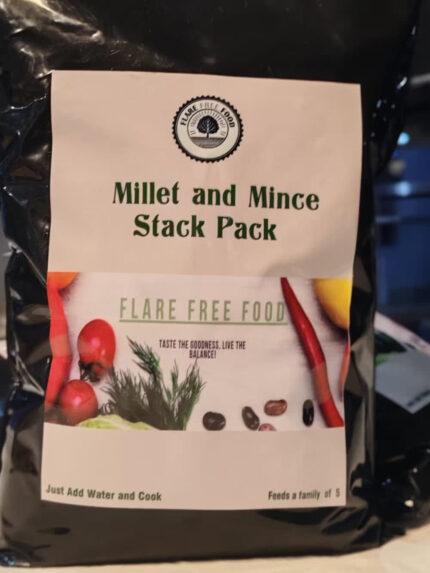 FLARE FREE FOOD
Millet and Mince
Stack Pack
FLARE FREE FOOD
TASTE THE GOODNESS, LIVE THE
BALANCE!
Just Add Water and Cook
Feeds a family of 5